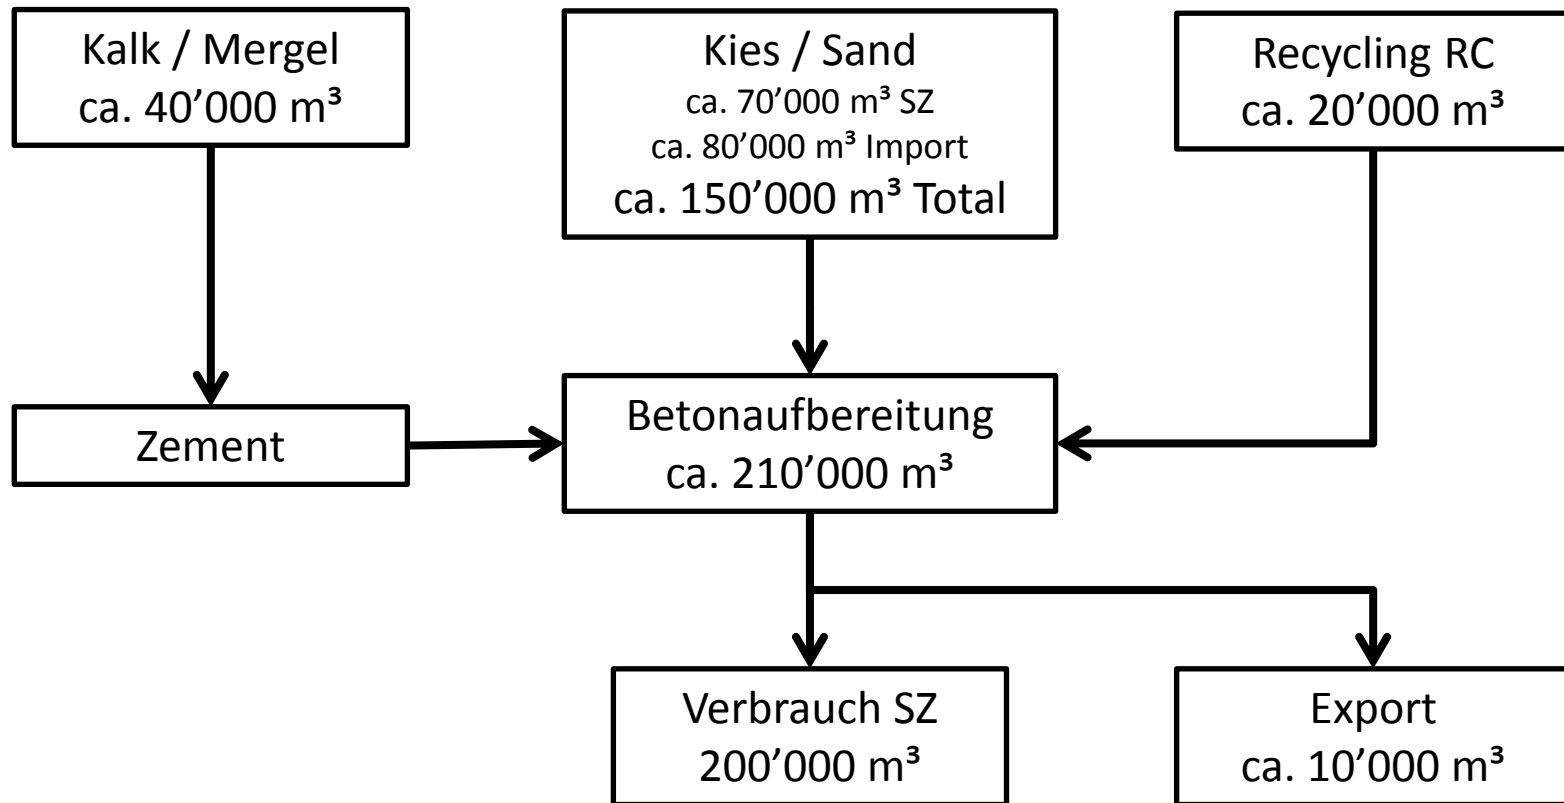 Kalk / Mergel
ca. 40’000 m³
Kies / Sand
ca. 70’000 m³ SZ
ca. 80’000 m³ Import
ca. 150’000 m³ Total
Recycling RC
ca. 20’000 m³
Zement
Betonaufbereitung
ca. 210’000 m³
Verbrauch SZ
200’000 m³
Export
ca. 10’000 m³